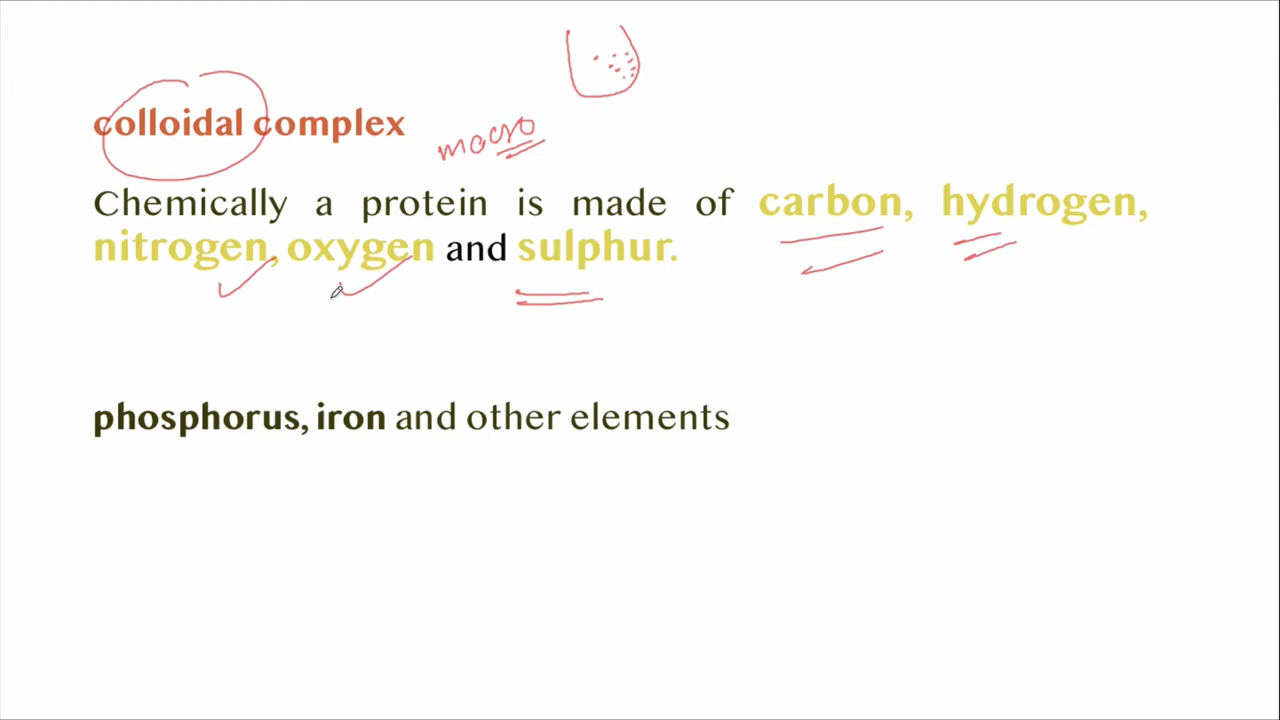 colloidal complex
macro
Chemically a protein is made of carbon, hydrogen,
nitrogen, oxygen and sulphur.
phosphorus, iron and other elements